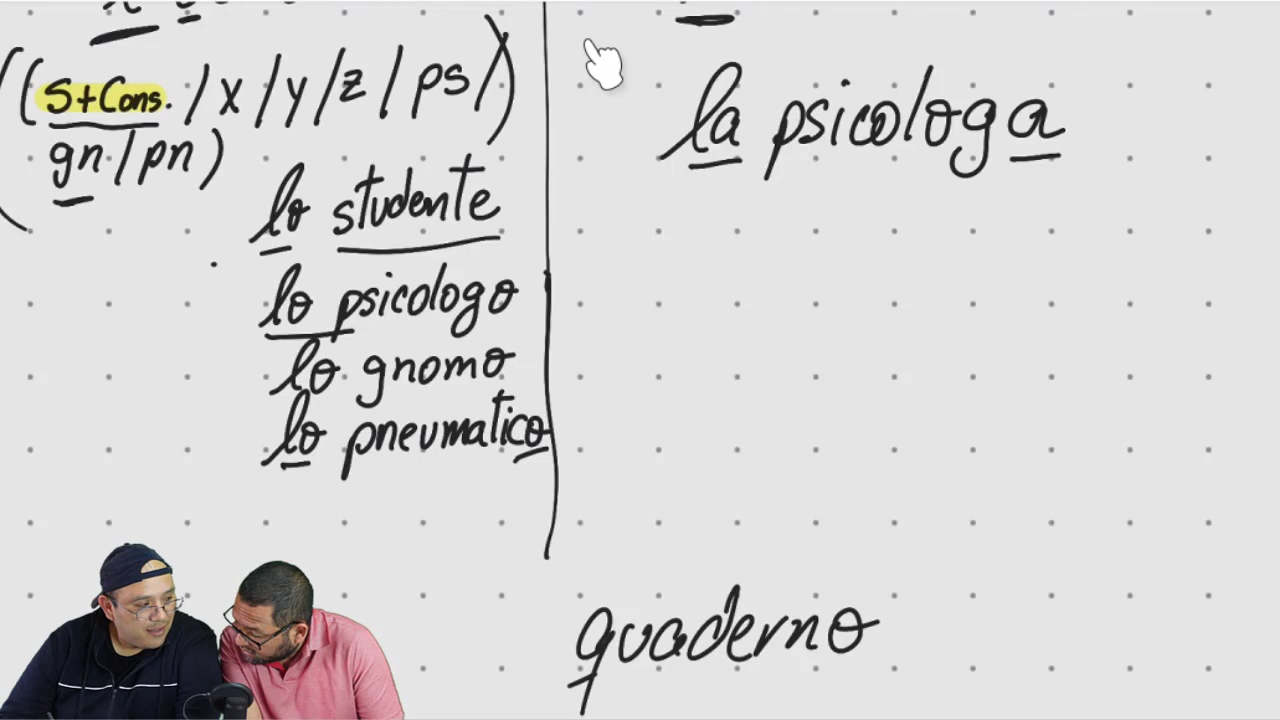 ((S+Cons. /x/y/z/ps/)
gn/pn)
lo studente
lo psicologo
lo gnomo
lo pneumatico
la psicologa
quaderno